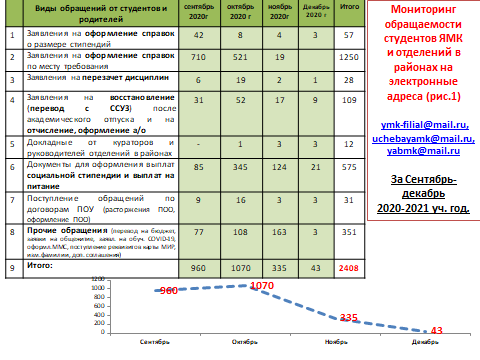 Виды обращений от студентов и родителей сентябрь 2020г октябрь 2020 г ноябрь 2020г Декабрь 2020 г Итого
1 Заявления на оформление справок о размере стипендий 42 8 4 3 57
2 Заявления на оформление справок по месту требования 710 521 19 1250
3 Заявления на перезачет дисциплин 6 19 2 1 28
4 Заявления на восстановление (перевод с ССУЗ) после академического отпуска и на отчисление, оформление а/о 31 52 17 9 109
5 Докладные от кураторов и руководителей отделений в районах - 1 3 3 12
6 Документы для оформления выплат социальной стипендии и выплат на питание 85 345 124 21 575
7 Поступление обращений по договорам ПОУ (расторжения ПОО, оформление ПОО) 9 16 3 3 31
8 Прочие обращения (перевод на бюджет, заявки на общежитие, заявл. на обуч. COVID-19, оформл. ММС, поступление реквизитов карты МИР, изм. фамилии, доп. соглашения) 77 108 163 3 351
9 Итого: 960 1070 335 43 2408
Мониторинг
обращаемости
студентов ЯМК
и отделений в
районах на
электронные
адреса (рис.1)
ymk-filial@mail.ru,
uchebayamk@mail.ru,
yabmk@mail.ru
За Сентябрь-
декабрь
2020-2021 уч. год.
1200
1000
800
600
400
200
0
960
1070
335
43
Сентябрь Октябрь Ноябрь Декабрь